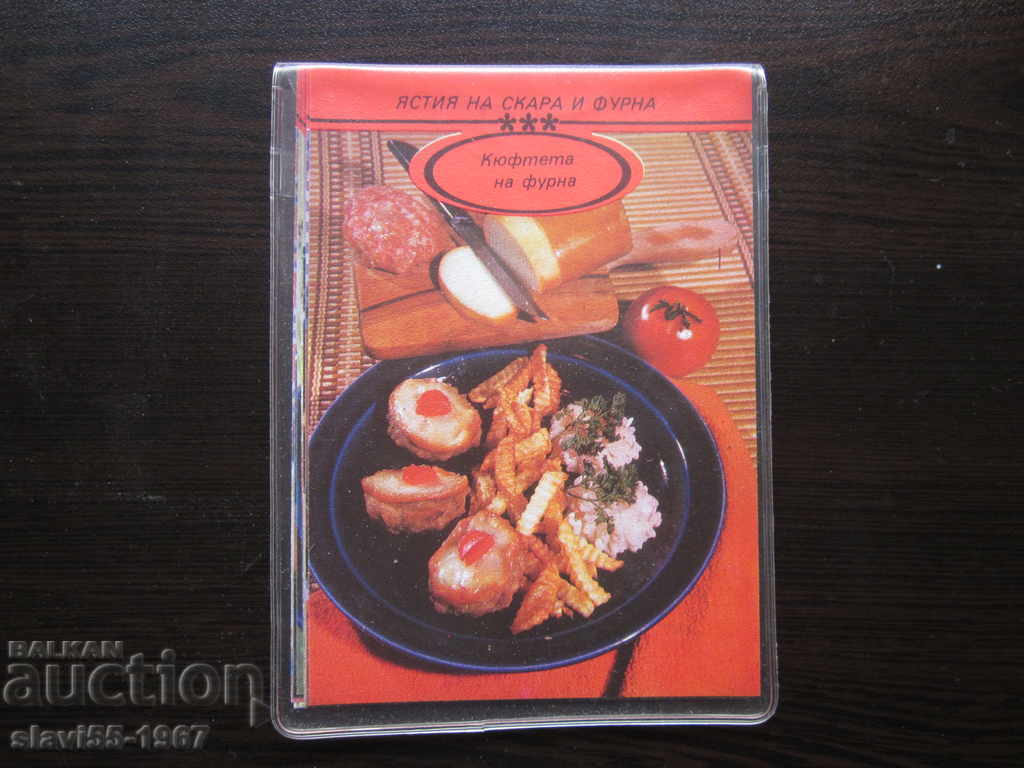 ЯСТИЯ НА СКАРА И ФУРНА
***
Кюфтета
на фурна
BALKAN
auction
slavi55-1967